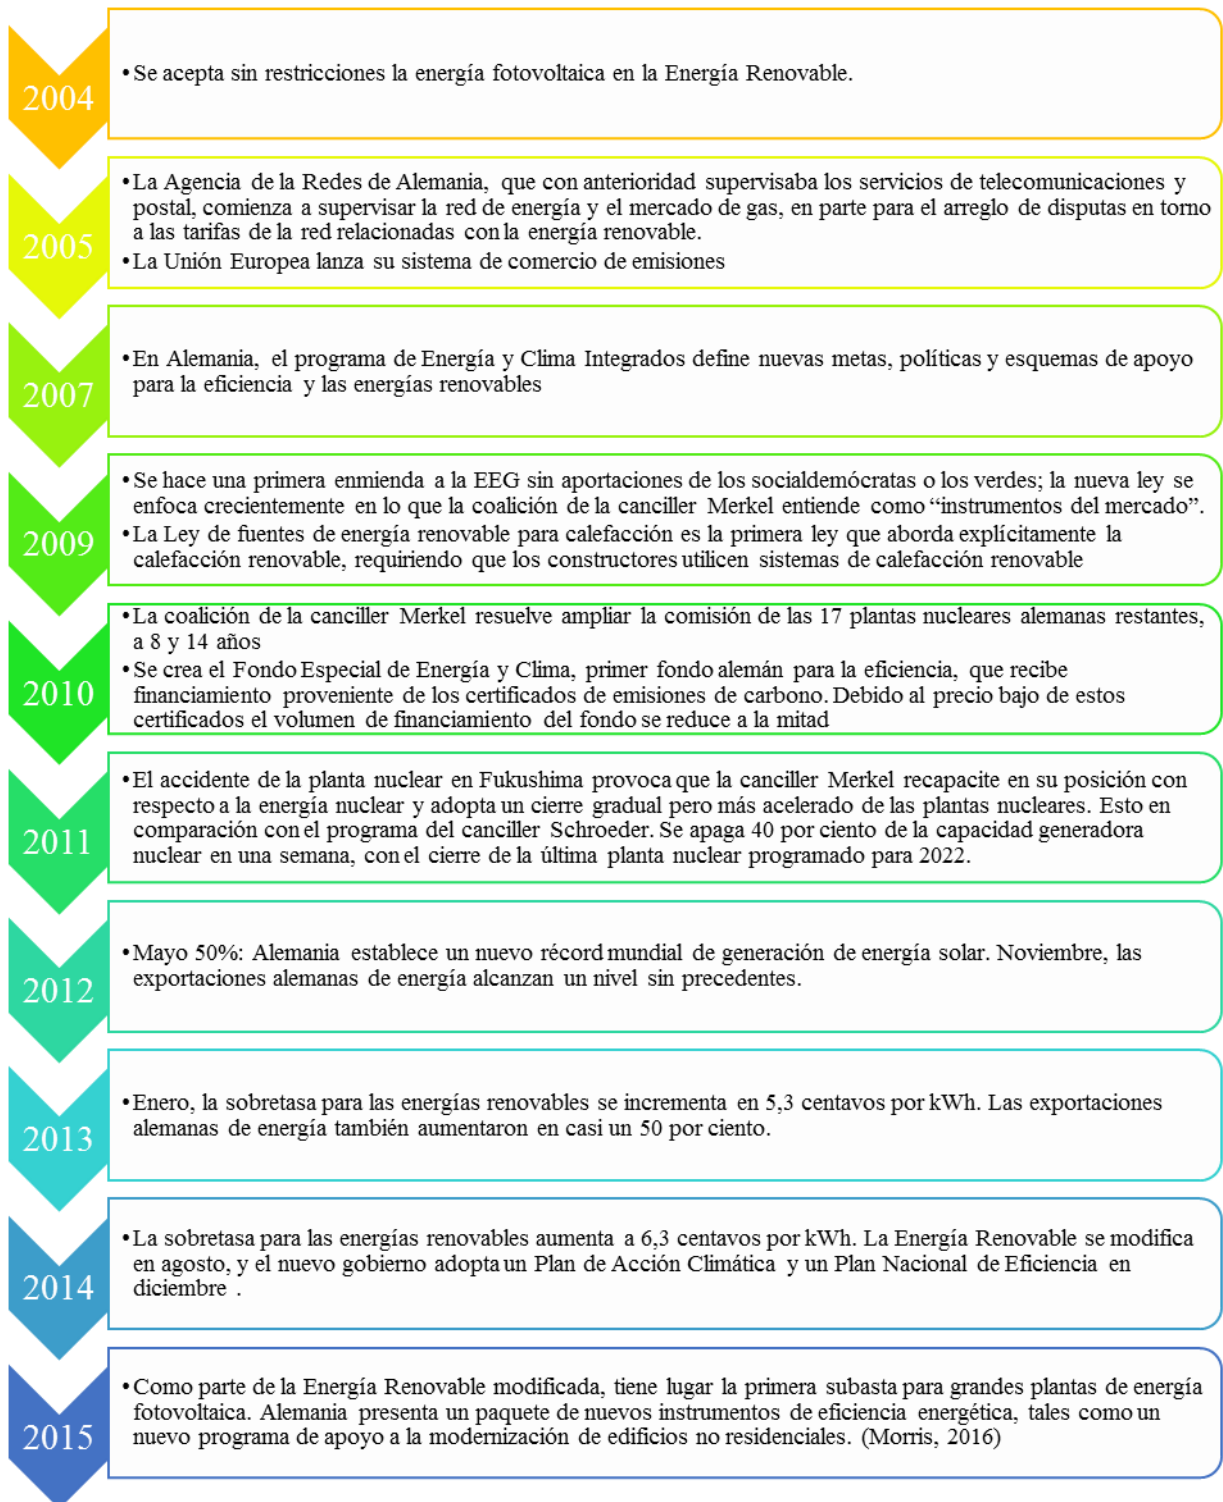 2004
• Se acepta sin restricciones la energía fotovoltaica en la Energía Renovable.
2005
• La Agencia de la Redes de Alemania, que con anterioridad supervisaba los servicios de telecomunicaciones y
postal, comienza a supervisar la red de energía y el mercado de gas, en parte para el arreglo de disputas en torno
a las tarifas de la red relacionadas con la energía renovable.
• La Unión Europea lanza su sistema de comercio de emisiones
2007
• En Alemania, el programa de Energía y Clima Integrados define nuevas metas, políticas y esquemas de apoyo
para la eficiencia y las energías renovables
2009
• Se hace una primera enmienda a la EEG sin aportaciones de los socialdemócratas o los verdes; la nueva ley se
enfoca crecientemente en lo que la coalición de la canciller Merkel entiende como “instrumentos del mercado”.
• La Ley de fuentes de energía renovable para calefacción es la primera ley que aborda explícitamente la
calefacción renovable, requiriendo que los constructores utilicen sistemas de calefacción renovable
2010
• La coalición de la canciller Merkel resuelve ampliar la comisión de las 17 plantas nucleares alemanas restantes,
a 8 y 14 años
• Se crea el Fondo Especial de Energía y Clima, primer fondo alemán para la eficiencia, que recibe
financiamiento proveniente de los certificados de emisiones de carbono. Debido al precio bajo de estos
certificados el volumen de financiamiento del fondo se reduce a la mitad
2011
• El accidente de la planta nuclear en Fukushima provoca que la canciller Merkel recapacite en su posición con
respecto a la energía nuclear y adopta un cierre gradual pero más acelerado de las plantas nucleares. Esto en
comparación con el programa del canciller Schroeder. Se apaga 40 por ciento de la capacidad generadora
nuclear en una semana, con el cierre de la última planta nuclear programado para 2022.
2012
• Mayo 50%: Alemania establece un nuevo récord mundial de generación de energía solar. Noviembre, las
exportaciones alemanas de energía alcanzan un nivel sin precedentes.
2013
• Enero, la sobretasa para las energías renovables se incrementa en 5,3 centavos por kWh. Las exportaciones
alemanas de energía también aumentaron en casi un 50 por ciento.
2014
• La sobretasa para las energías renovables aumenta a 6,3 centavos por kWh. La Energía Renovable se modifica
en agosto, y el nuevo gobierno adopta un Plan de Acción Climática y un Plan Nacional de Eficiencia en
diciembre .
2015
• Como parte de la Energía Renovable modificada, tiene lugar la primera subasta para grandes plantas de energía
fotovoltaica. Alemania presenta un paquete de nuevos instrumentos de eficiencia energética, tales como un
nuevo programa de apoyo a la modernización de edificios no residenciales. (Morris, 2016)